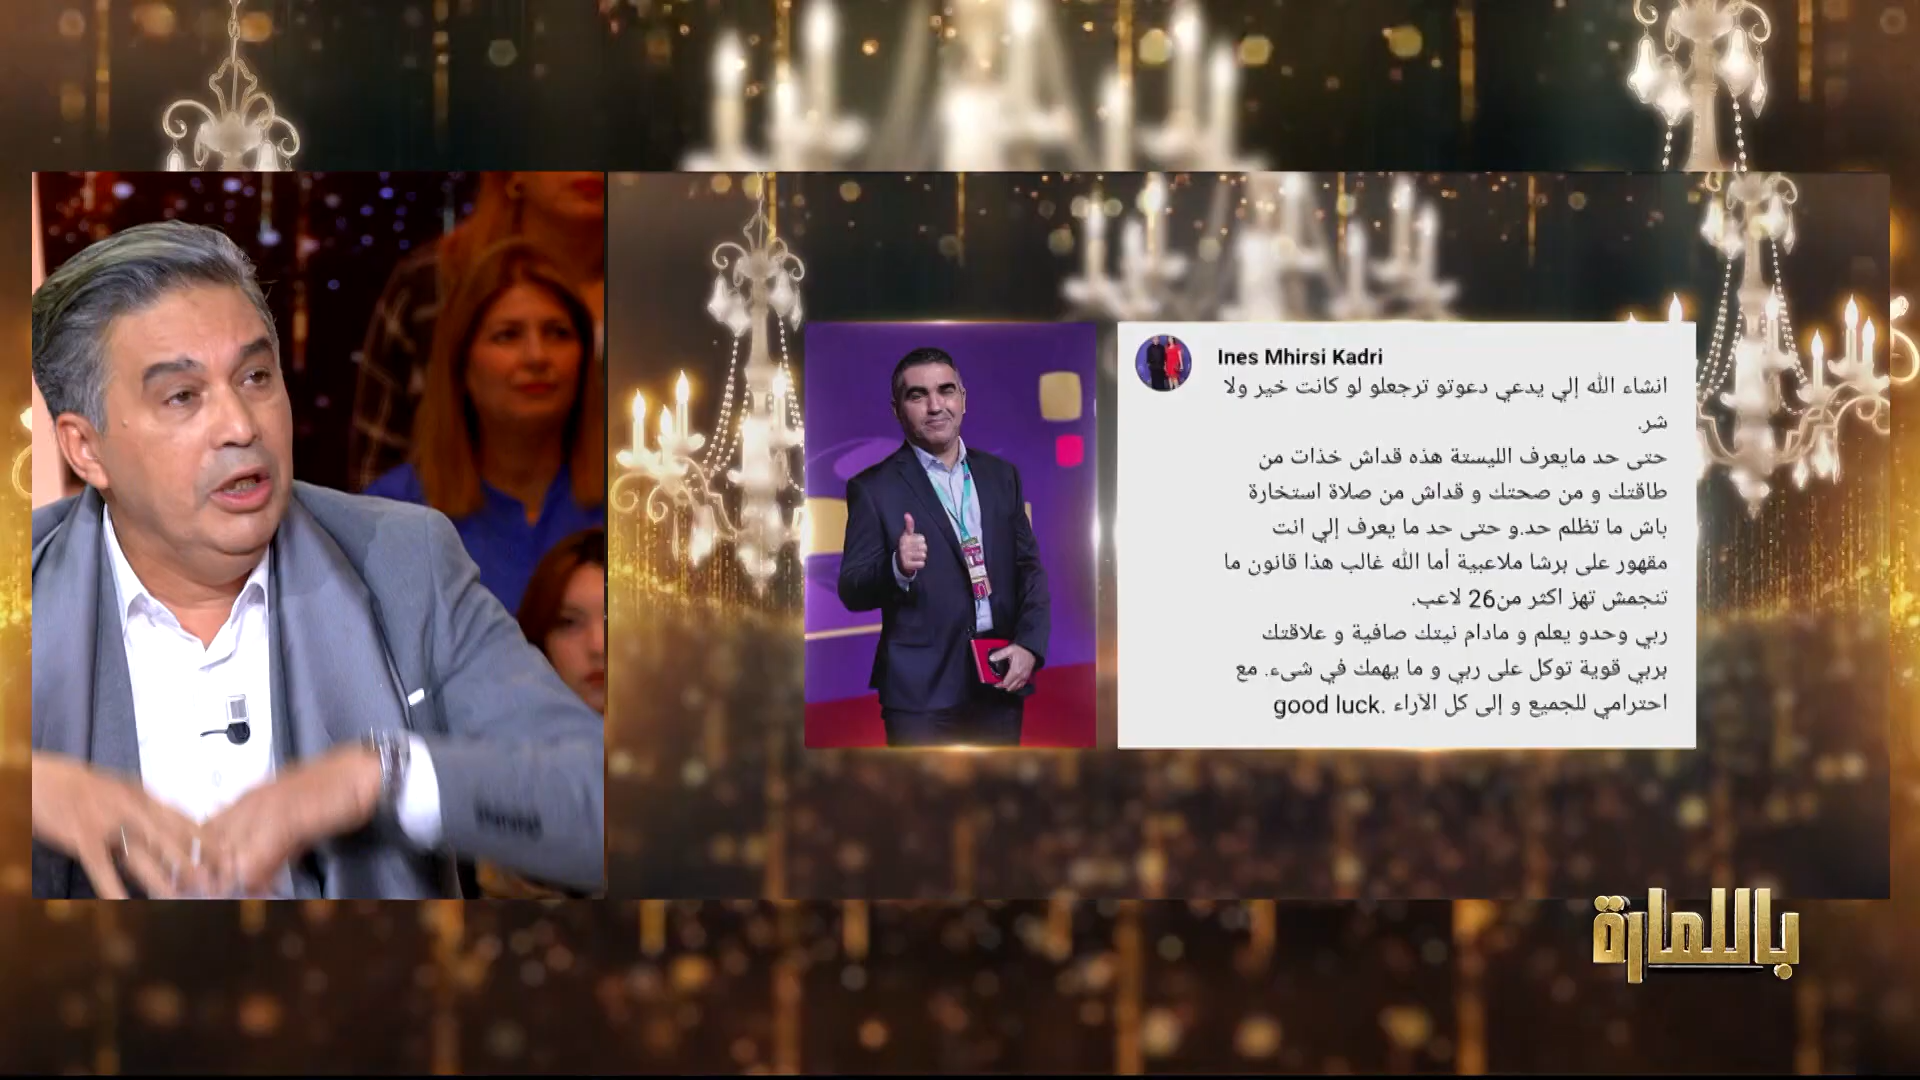 Ines Mhirsi Kadri
انشاء الله إلي يدعي دعوتو ترجعلو لو كانت خير ولا
شر.
حتى حد مايعرف الليستة هذه قداش خذات من
طاقتك و من صحتك و قداش من صلاة استخارة
باش ما تظلم حد.و حتى حد ما يعرف إلي انت
مقهور على برشا ملاعبية أما الله غالب هذا قانون ما
تنجمش تهز اكثر من26 لاعب.
ربي وحدو يعلم و مادام نيتك صافية و علاقتك
بربي قوية توكل على ربي و ما يهمك في شيء. مع
احترامي للجميع و إلى كل الآراء .good luck
باللمارة